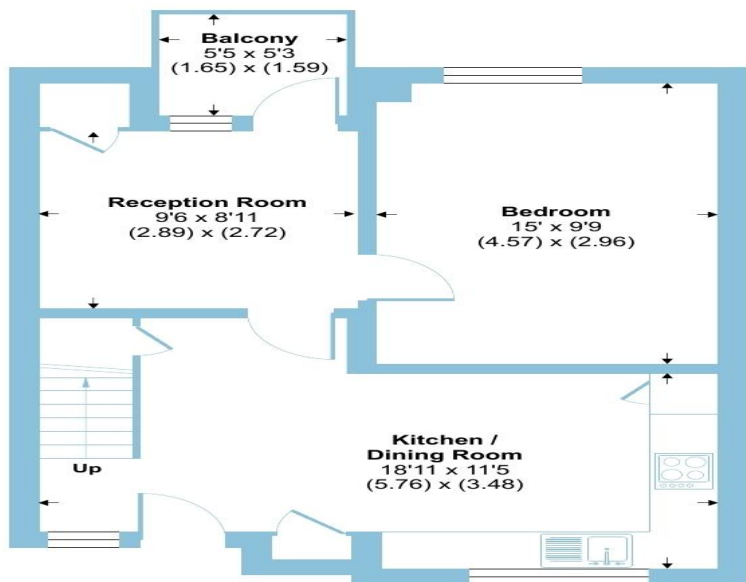 Balcony
5'5 x 5'3
(1.65) x (1.59)
Reception Room
9'6 x 8'11
(2.89) x (2.72)
Bedroom
15' x 9'9
(4.57) x (2.96)
Kitchen /
Dining Room
18'11 x 11'5
(5.76) x (3.48)
Up